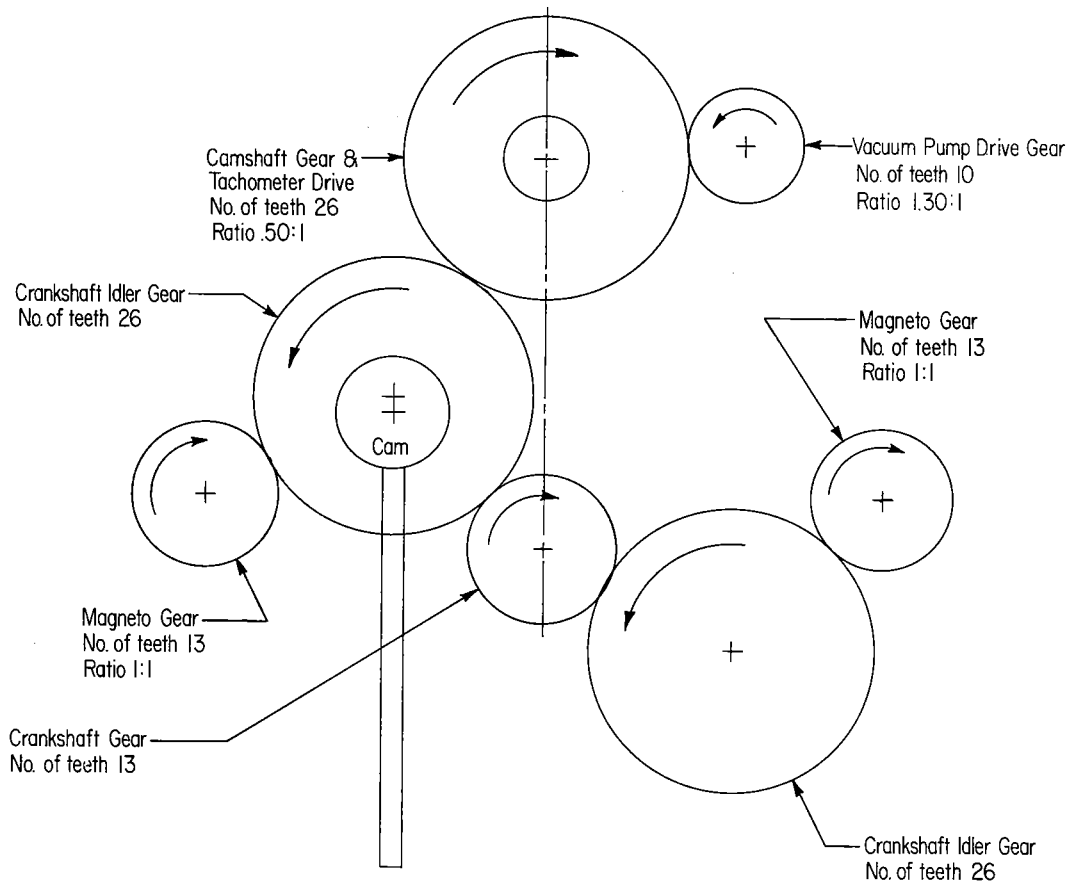 Camshaft Gear &
Tachometer Drive
No. of teeth 26
Ratio .50:1
Vacuum Pump Drive Gear
No. of teeth 10
Ratio 1.30:1
Crankshaft Idler Gear
No. of teeth 26
Magneto Gear
No. of teeth 13
Ratio 1:1
Cam
Magneto Gear
No. of teeth 13
Ratio 1:1
Crankshaft Gear
No. of teeth 13
Crankshaft Idler Gear
No. of teeth 26